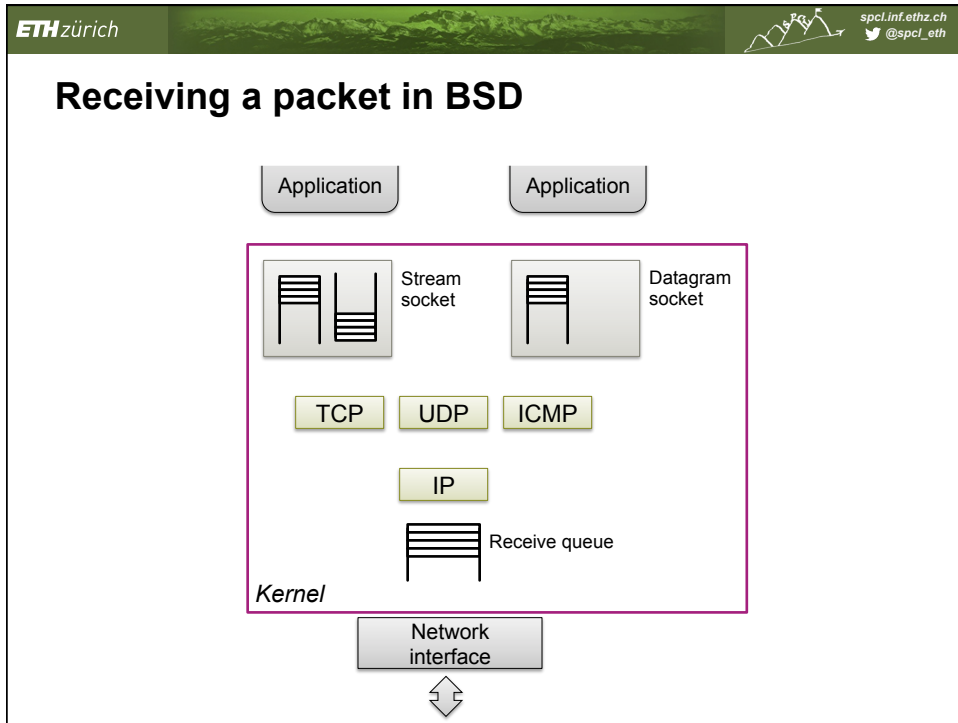 ETH zürich
spcl.inf.ethz.ch
@spcl_eth
Receiving a packet in BSD
Application
Application
Stream
socket
Datagram
socket
TCP
UDP
ICMP
IP
Receive queue
Kernel
Network
interface